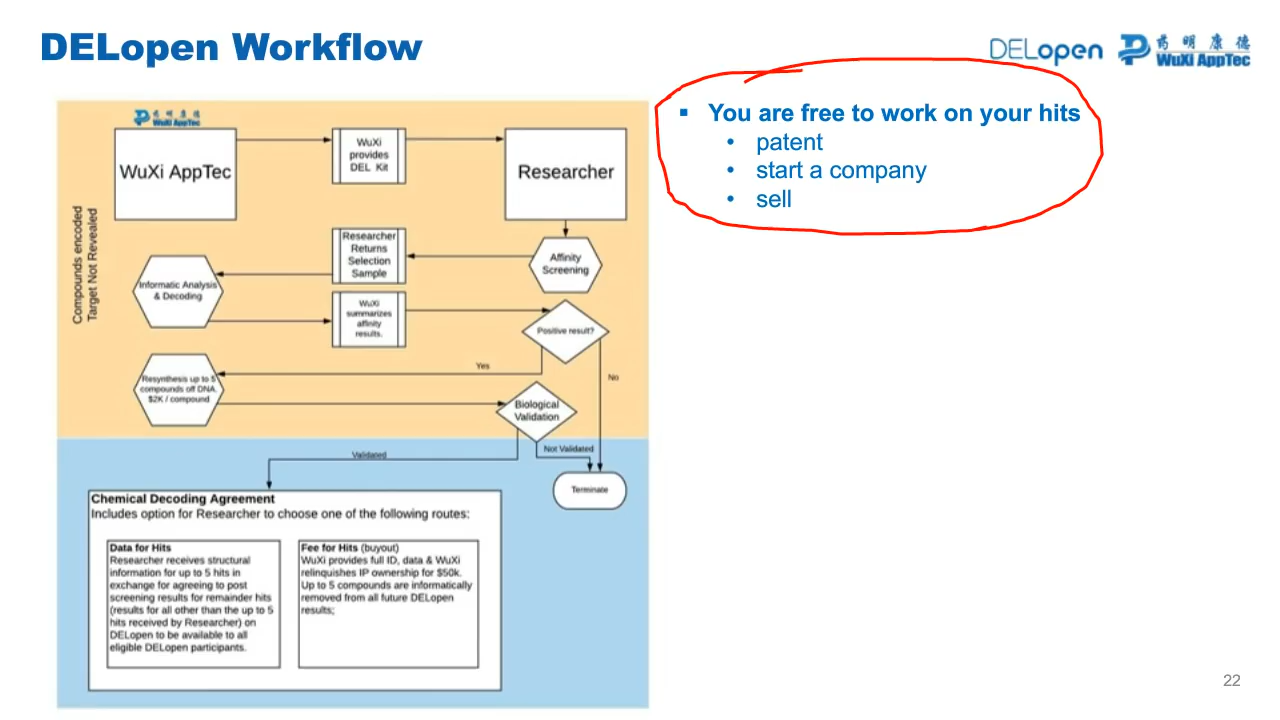 DELopen Workflow
DELopen
药明康德
WuXi AppTec
You are free to work on your hits
patent
start a company
sell
药明康德
WuXi AppTec
WuXi AppTec
WuXi
provides
DEL Kit
Researcher
Compounds encoded
Target Not Revealed
Researcher
Returns
Selection
Sample
Affinity
Screening
Informatic Analysis
& Decoding
WuXi
summarizes
affinity
results.
Positive result?
Yes
No
Resynthesis up to 5
compounds off DNA.
$2K / compound
Biological
Validation
Validated
Not Validated
Terminate
Chemical Decoding Agreement
Includes option for Researcher to choose one of the following routes:
Data for Hits
Researcher receives structural
information for up to 5 hits in
exchange for agreeing to post
screening results for remainder hits
(results for all other than the up to 5
hits received by Researcher) on
DELopen to be available to all
eligible DELopen participants.
Fee for Hits (buyout)
WuXi provides full ID, data & WuXi
relinquishes IP ownership for $50k.
Up to 5 compounds are informatically
removed from all future DELopen
results;
22